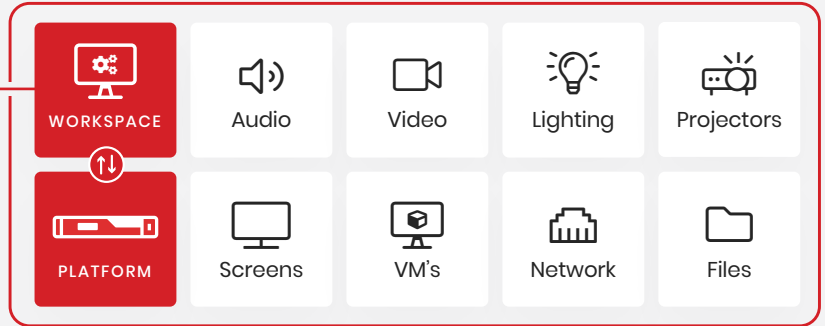 WORKSPACE
Audio
Video
Lighting
Projectors
PLATFORM
Screens
VM's
Network
Files